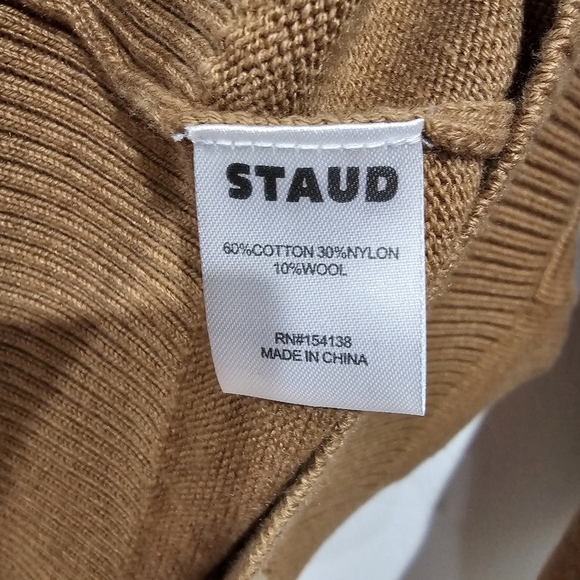 STAUD
60%COTTON 30%NYLON
10%WOOL
RN#154138
MADE IN CHINA